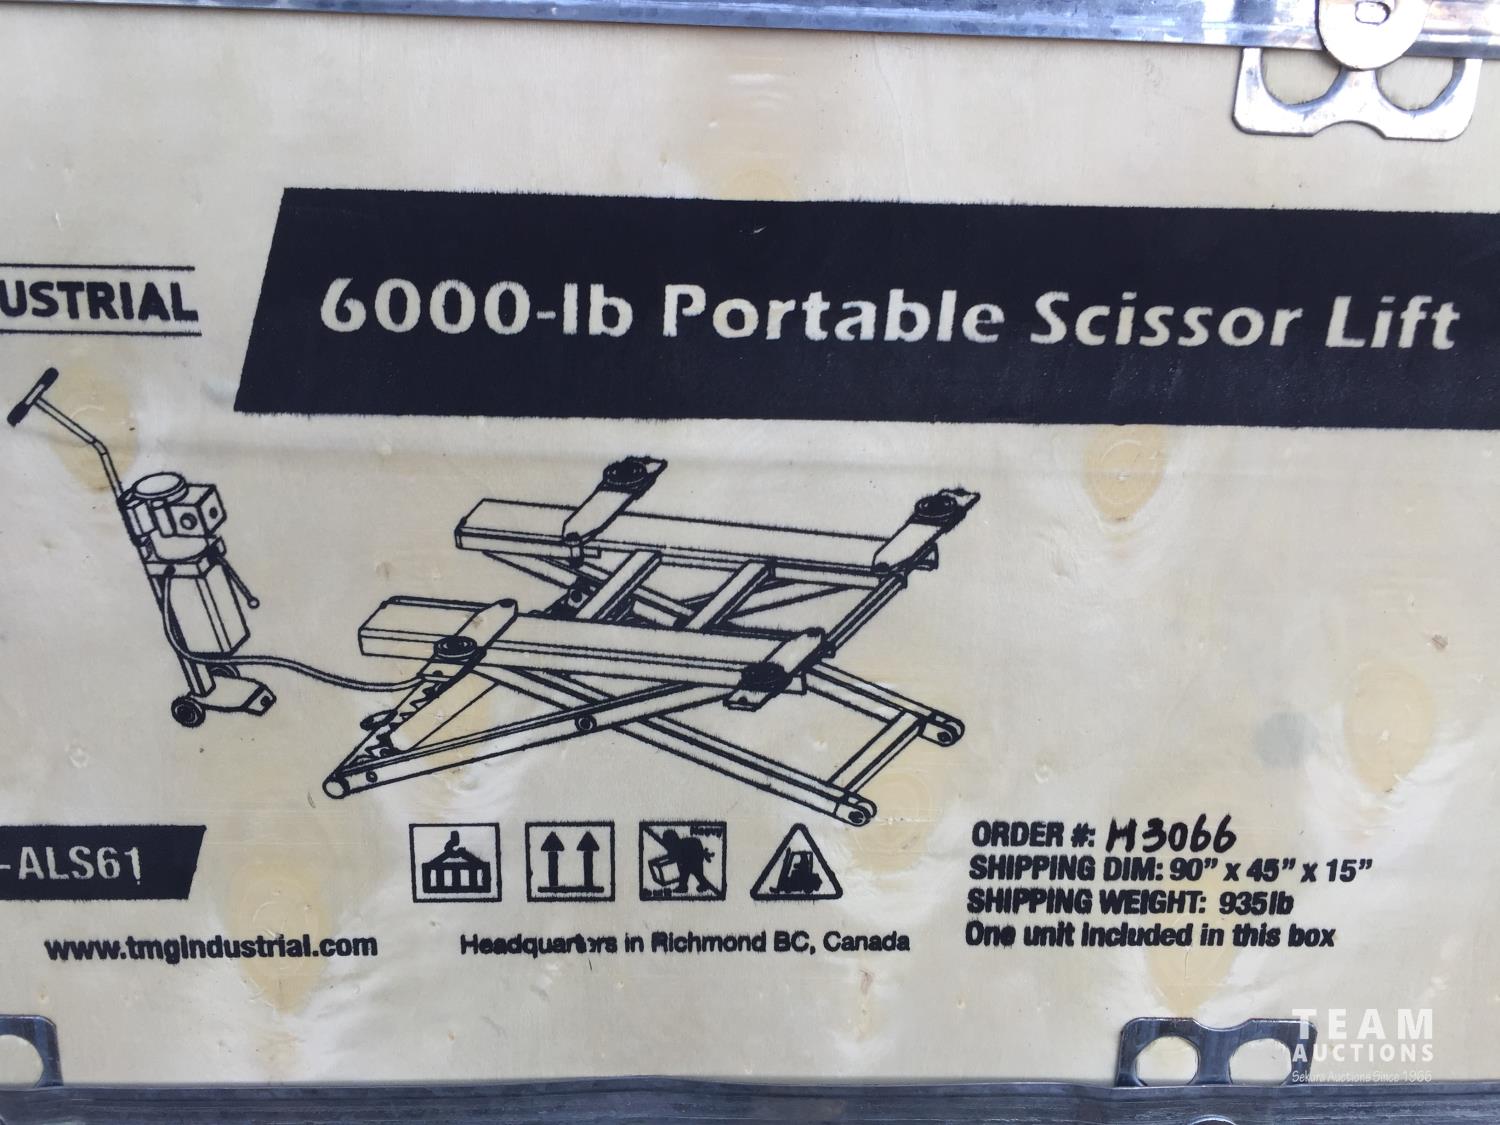 6000-lb Portable Scissor Lift
USTRIAL
Heavy
-ALS61
www.tmgindustrial.com
Headquarters in Richmond BC, Canada
ORDER #: M3066
SHIPPING DIM: 90” x 45” x 15”
SHIPPING WEIGHT: 935lb
One unit included in this box
TEAM
AUCTIONS
Sekura Auctions Since 1966